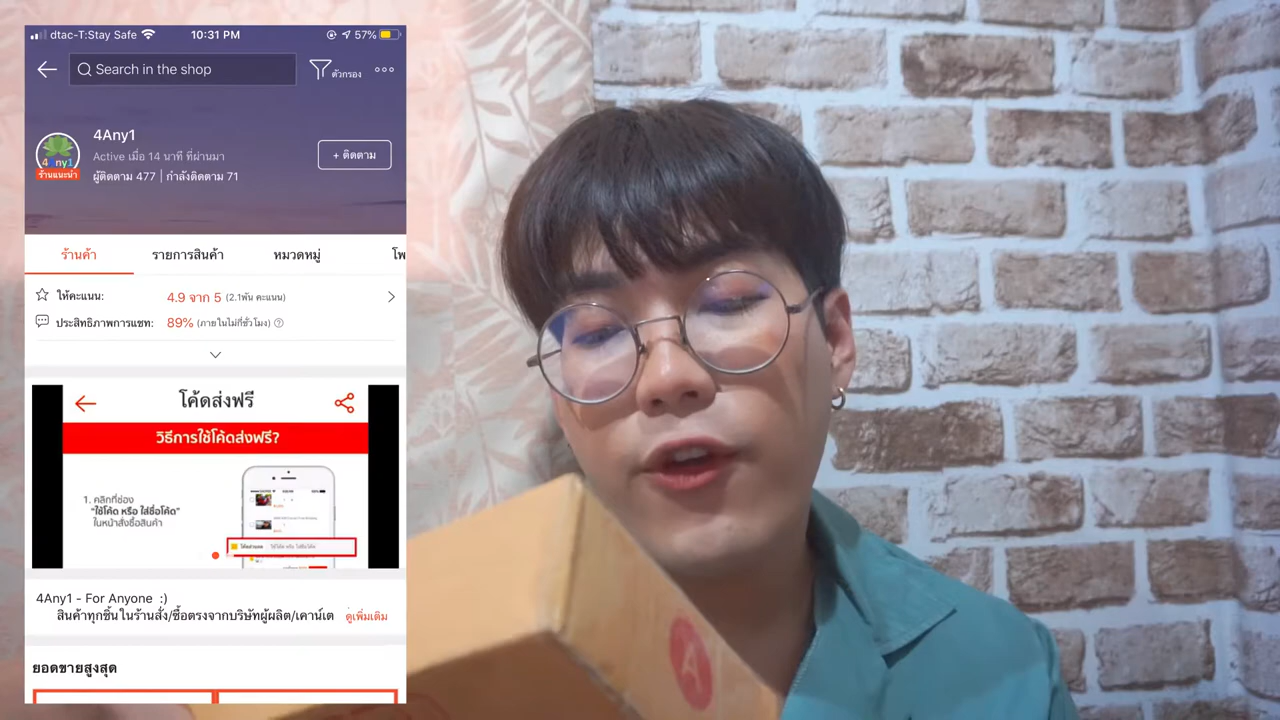 dtac-T:Stay Safe
10:31 PM
57%
Search in the shop
ตัวกรอง
4Any1
Active เมื่อ 14 นาที ที่ผ่านมา
ผู้ติดตาม 477 | กำลังติดตาม 71
+ ติดตาม
4Any1
ร้านแนะนำ
ร้านค้า
รายการสินค้า
หมวดหมู่
โพ
ให้คะแนน:
4.9 จาก 5 (2.1พัน คะแนน)
ประสิทธิภาพการแชท:
89% (ภายในไม่กี่ชั่วโมง)
โค้ดส่งฟรี
วิธีการใช้โค้ดส่งฟรี?
1. คลิกที่ช่อง
"ใช้โค้ด หรือ ใส่ชื่อโค้ด"
ในหน้าสั่งซื้อสินค้า
4Any1 - For Anyone :)
สินค้าทุกชิ้นในร้านสั่ง/ซื้อตรงจากบริษัทผู้ผลิต/เคาน์เต
ดูเพิ่มเติม
ยอดขายสูงสุด
A